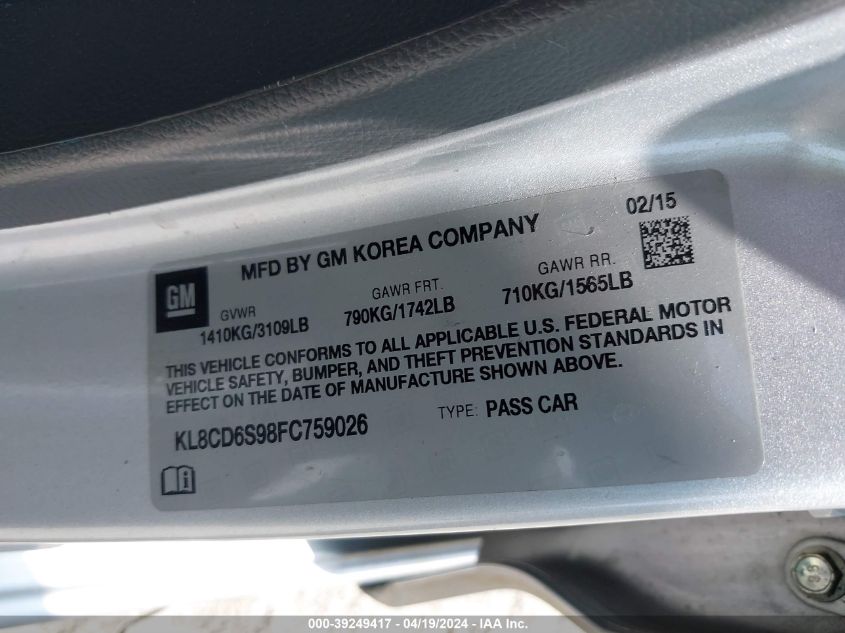 02/15
MFD BY GM KOREA COMPANY
GM
GVWR
1410KG/3109LB
GAWR FRT.
790KG/1742LB
GAWR RR.
710KG/1565LB
THIS VEHICLE CONFORMS TO ALL APPLICABLE U.S. FEDERAL MOTOR
VEHICLE SAFETY, BUMPER, AND THEFT PREVENTION STANDARDS IN
EFFECT ON THE DATE OF MANUFACTURE SHOWN ABOVE.
KL8CD6S98FC759026
TYPE: PASS CAR
i
000-39249417 - 04/19/2024 - IAA Inc.